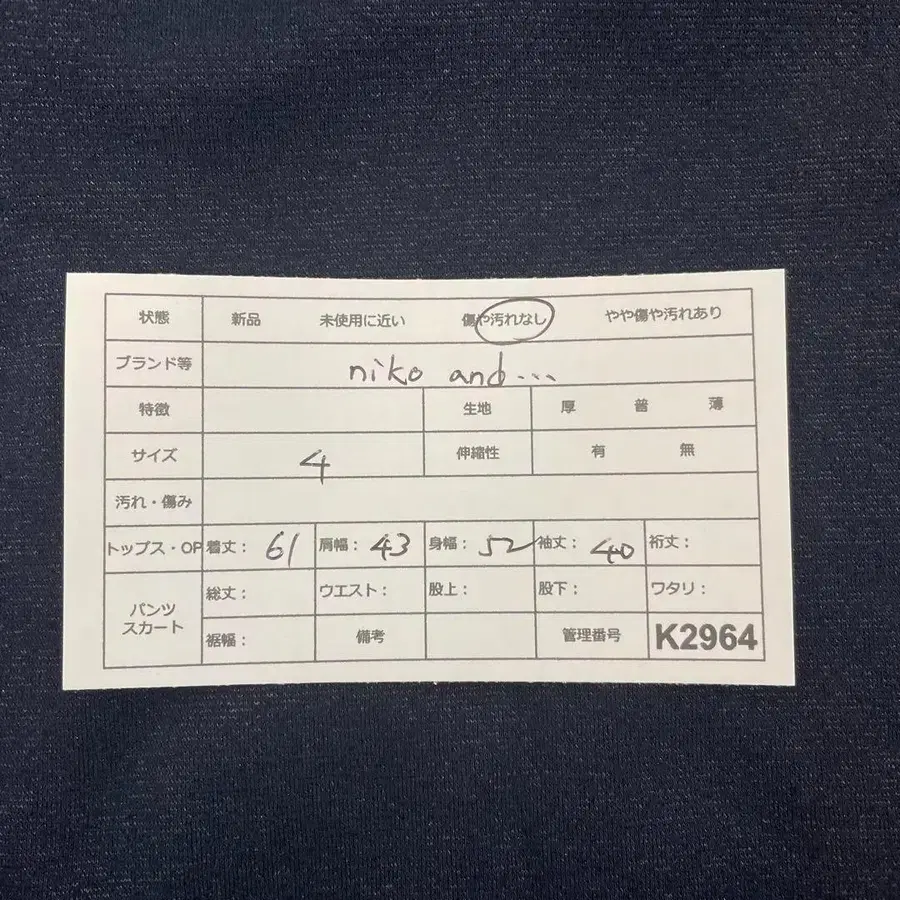 状態 新品 未使用に近い 傷や汚れなし やや傷や汚れあり
ブランド等 niko and...
特徴 生地 厚 普 薄
サイズ 4 伸縮性 有 無
汚れ・傷み
トップス・OP 着丈: 61 肩幅: 43 身幅: 52 袖丈: 40 裄丈:
パンツ スカート 総丈: ウエスト: 股上: 股下: ワタリ:
裾幅: 備考 管理番号 K2964